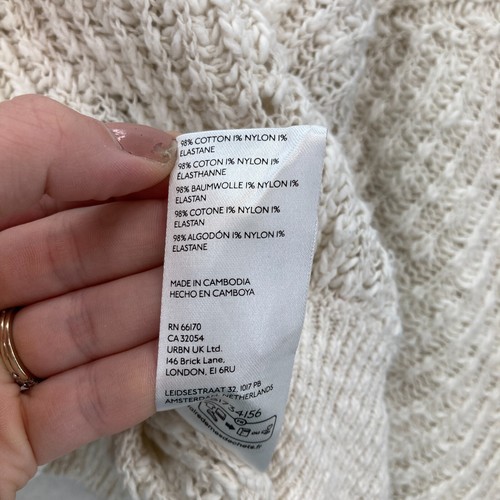 98% COTTON 1% NYLON 1%
ELASTANE
98% COTON 1% NYLON 1%
ÉLASTHANNE
98% BAUMWOLLE 1% NYLON 1%
ELASTAN
98% COTONE 1% NYLON 1%
ELASTAN
98% ALGODÓN 1% NYLON 1%
ELASTANE
MADE IN CAMBODIA
HECHO EN CAMBOYA
RN 66170
CA 32054
URBN UK Ltd.
146 Brick Lane,
LONDON, E1 6RU
LEIDSESTRAAT 32, 1017 PB
AMSTERDAM NETHERLANDS
OU